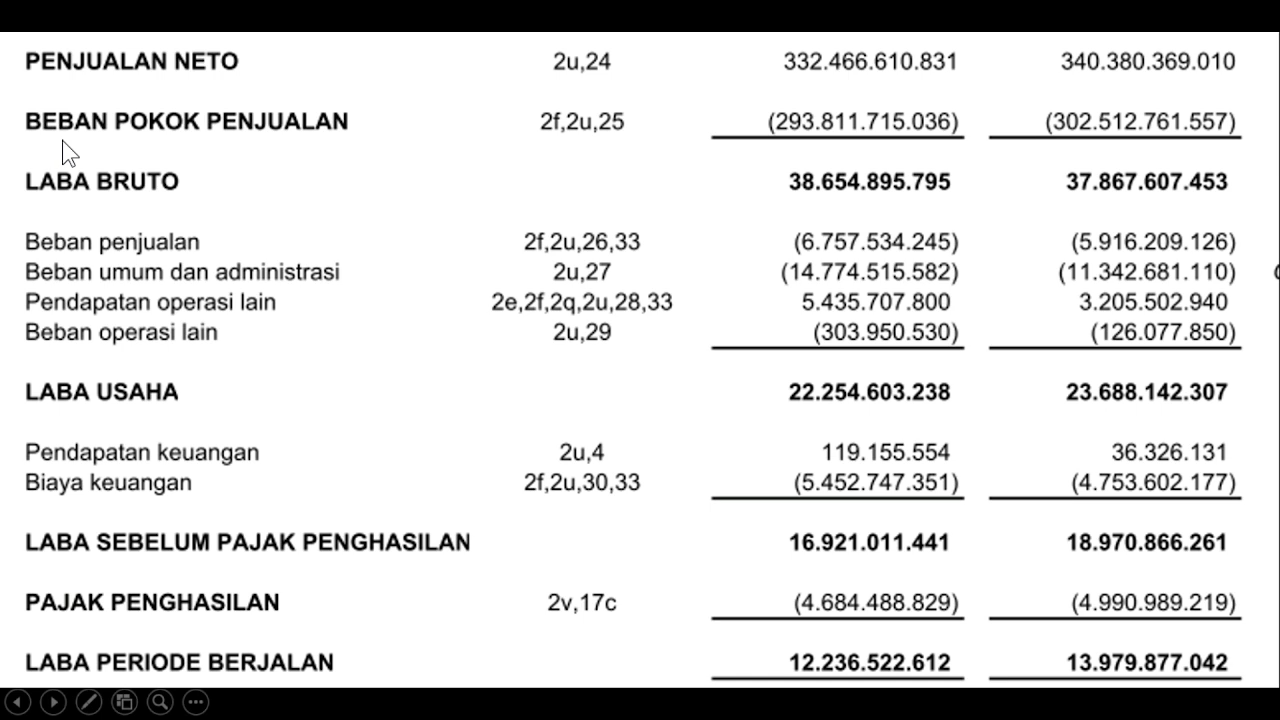 PENJUALAN NETO 2u,24 332.466.610.831 340.380.369.010
BEBAN POKOK PENJUALAN 2f,2u,25 (293.811.715.036) (302.512.761.557)
LABA BRUTO 38.654.895.795 37.867.607.453
Beban penjualan 2f,2u,26,33 (6.757.534.245) (5.916.209.126)
Beban umum dan administrasi 2u,27 (14.774.515.582) (11.342.681.110)
Pendapatan operasi lain 2e,2f,2q,2u,28,33 5.435.707.800 3.205.502.940
Beban operasi lain 2u,29 (303.950.530) (126.077.850)
LABA USAHA 22.254.603.238 23.688.142.307
Pendapatan keuangan 2u,4 119.155.554 36.326.131
Biaya keuangan 2f,2u,30,33 (5.452.747.351) (4.753.602.177)
LABA SEBELUM PAJAK PENGHASILAN 16.921.011.441 18.970.866.261
PAJAK PENGHASILAN 2v,17c (4.684.488.829) (4.990.989.219)
LABA PERIODE BERJALAN 12.236.522.612 13.979.877.042